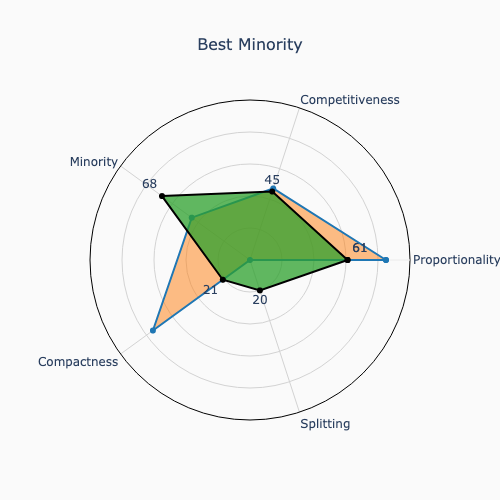 Best Minority
Competitiveness
Minority
68
45
61
Proportionality
21
20
Compactness
Splitting